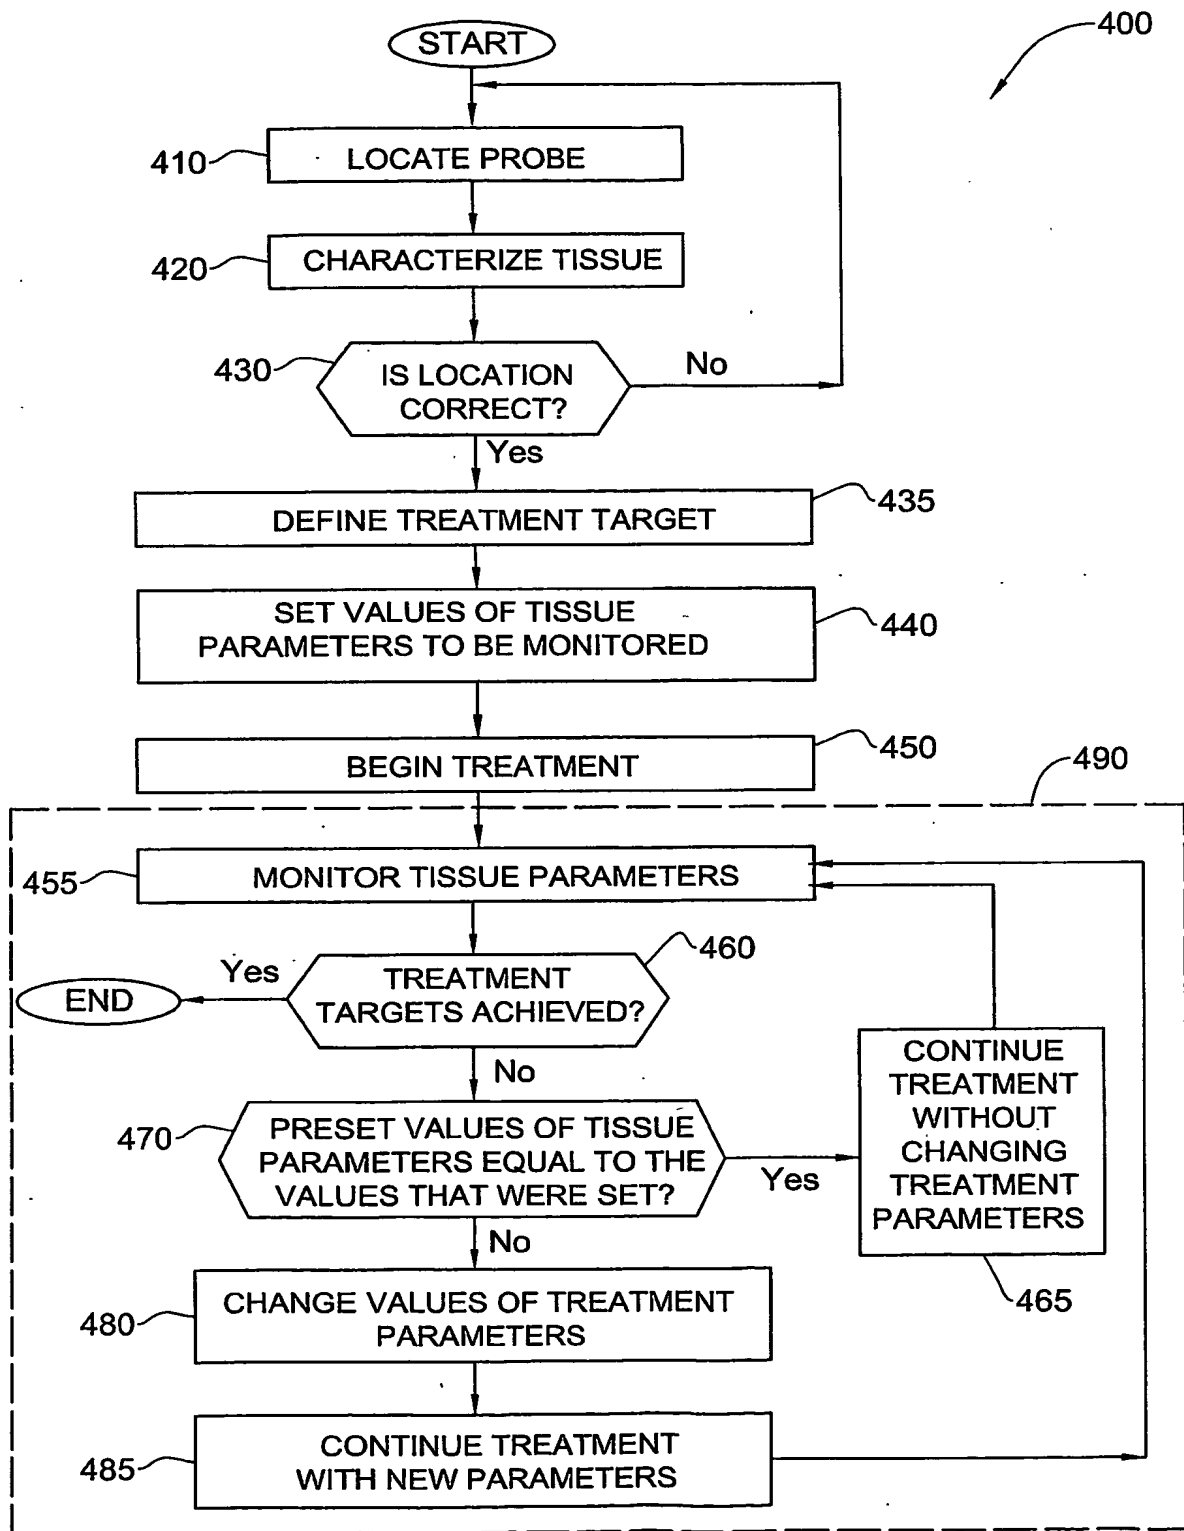 400
START
410
LOCATE PROBE
420
CHARACTERIZE TISSUE
430
IS LOCATION
CORRECT?
No
Yes
435
DEFINE TREATMENT TARGET
SET VALUES OF TISSUE
PARAMETERS TO BE MONITORED
440
450
BEGIN TREATMENT
490
455
MONITOR TISSUE PARAMETERS
460
Yes
TREATMENT
TARGETS ACHIEVED?
END
No
470
PRESET VALUES OF TISSUE
PARAMETERS EQUAL TO THE
VALUES THAT WERE SET?
Yes
CONTINUE
TREATMENT
WITHOUT
CHANGING
TREATMENT
PARAMETERS
465
No
480
CHANGE VALUES OF TREATMENT
PARAMETERS
485
CONTINUE TREATMENT
WITH NEW PARAMETERS